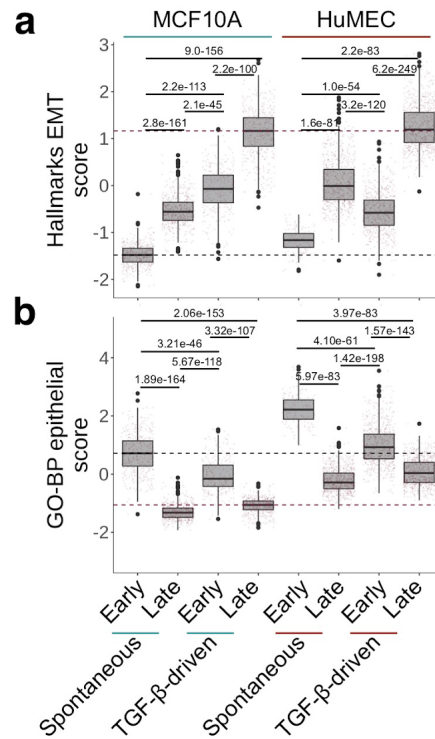 a
MCF10A HuMEC
Hallmarks EMT
score
3
2
1
0
-1
-2
9.0-156
2.2e-100
2.2e-113
2.1e-45
2.8e-161
2.2e-83
6.2e-249
1.0e-54
3.2e-120
1.6e-81
b
GO-BP epithelial
score
4
2
0
-2
2.06e-153
3.32e-107
3.21e-46
5.67e-118
1.89e-164
3.97e-83
1.57e-143
4.10e-61
1.42e-198
5.97e-83
Early Late Early Late Early Late Early Late
Spontaneous TGF-β-driven Spontaneous TGF-β-driven